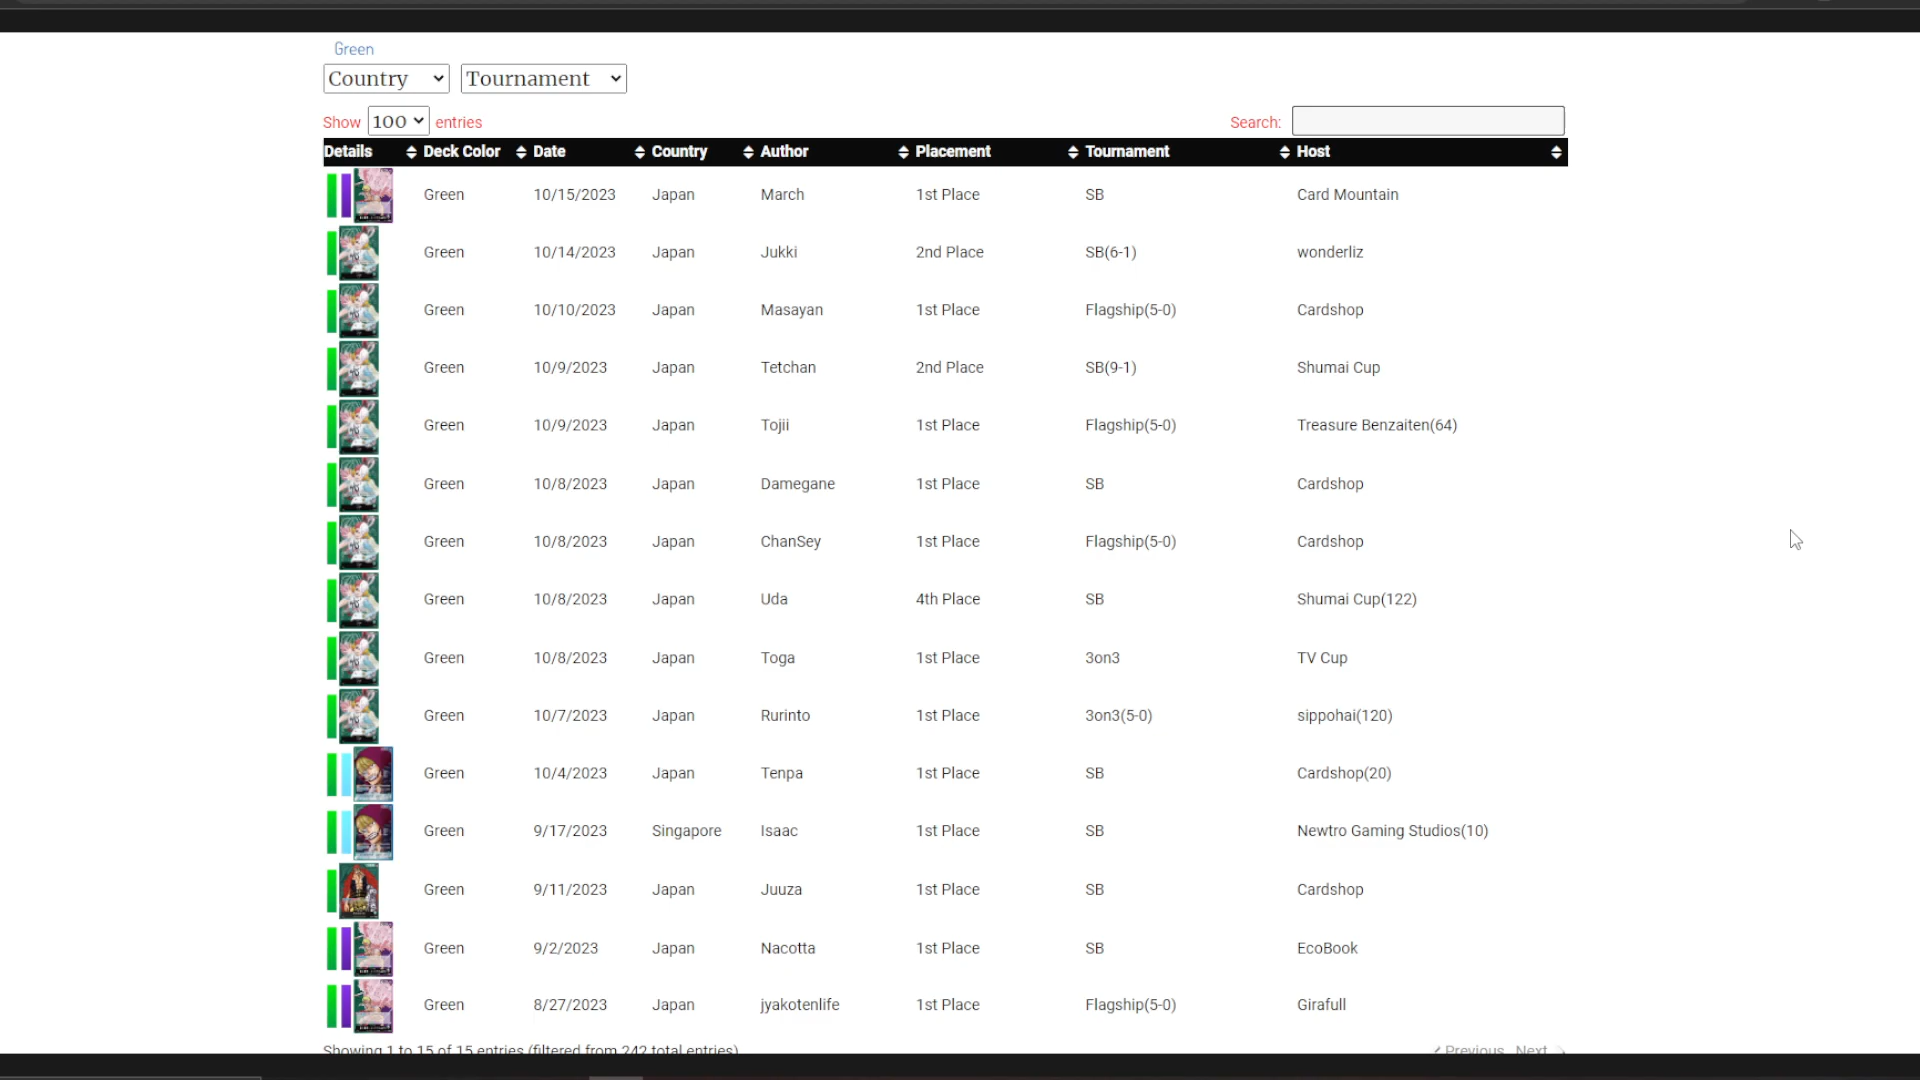 Green
Country Tournament
Show 100 entries Search:
Details Deck Color Date Country Author Placement Tournament Host
Green 10/15/2023 Japan March 1st Place SB Card Mountain
Green 10/14/2023 Japan Jukki 2nd Place SB(6-1) wonderliz
Green 10/10/2023 Japan Masayan 1st Place Flagship(5-0) Cardshop
Green 10/9/2023 Japan Tetchan 2nd Place SB(9-1) Shumai Cup
Green 10/9/2023 Japan Tojii 1st Place Flagship(5-0) Treasure Benzaiten(64)
Green 10/8/2023 Japan Damegane 1st Place SB Cardshop
Green 10/8/2023 Japan ChanSey 1st Place Flagship(5-0) Cardshop
Green 10/8/2023 Japan Uda 4th Place SB Shumai Cup(122)
Green 10/8/2023 Japan Toga 1st Place 3on3 TV Cup
Green 10/7/2023 Japan Rurinto 1st Place 3on3(5-0) sippohai(120)
Green 10/4/2023 Japan Tenpa 1st Place SB Cardshop(20)
Green 9/17/2023 Singapore Isaac 1st Place SB Newtro Gaming Studios(10)
Green 9/11/2023 Japan Juuza 1st Place SB Cardshop
Green 9/2/2023 Japan Nacotta 1st Place SB EcoBook
Green 8/27/2023 Japan jyakotenlife 1st Place Flagship(5-0) Girafull
Showing 1 to 15 of 15 entries (filtered from 242 total entries) Previous Next